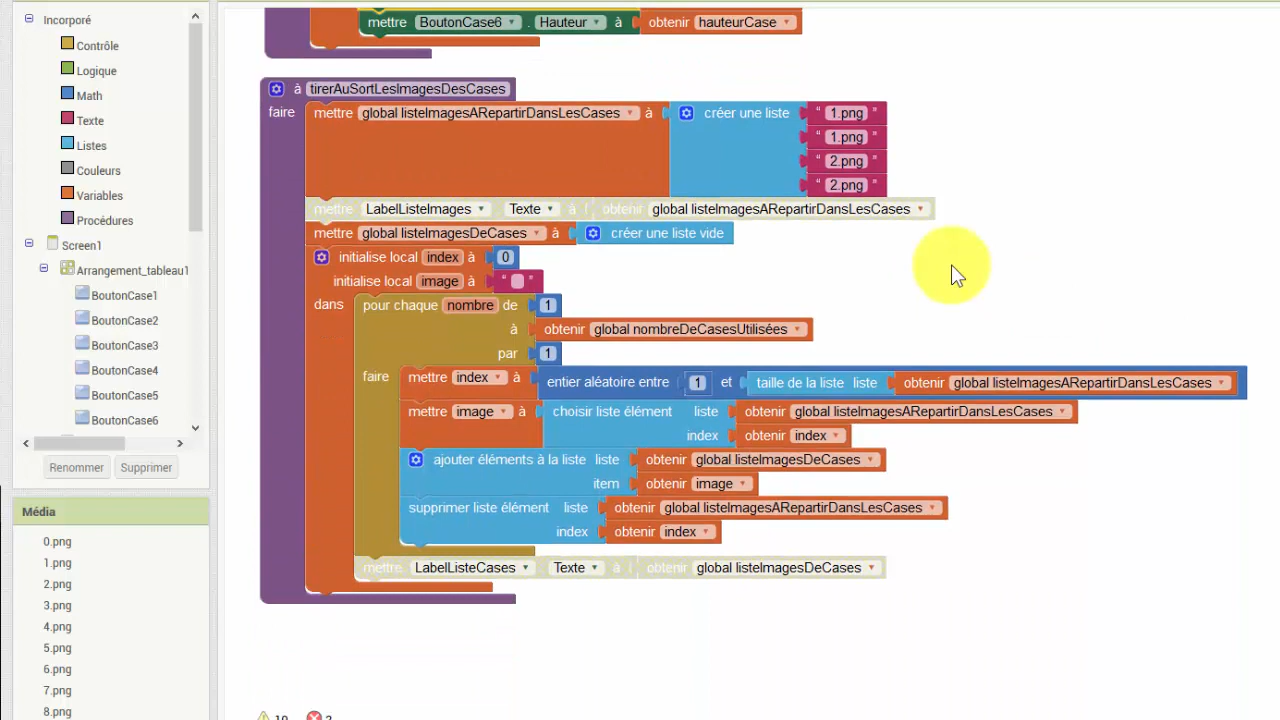 Incorporé
Contrôle
Logique
Math
Texte
Listes
Couleurs
Variables
Procédures
Screen1
Arrangement_tableau1
BoutonCase1
BoutonCase2
BoutonCase3
BoutonCase4
BoutonCase5
BoutonCase6
Renommer Supprimer
Média
0.png
1.png
2.png
3.png
4.png
5.png
6.png
7.png
8.png
mettre BoutonCase6 . Hauteur à obtenir hauteurCase
à tirerAuSortLesImagesDesCases
faire mettre global listeImagesARepartirDansLesCases à créer une liste “ 1.png ”
“ 1.png ”
“ 2.png ”
“ 2.png ”
mettre LabelListeImages . Texte à obtenir global listeImagesARepartirDansLesCases
mettre global listeImagesDeCases à créer une liste vide
initialise local index à 0
initialise local image à “ ”
dans pour chaque nombre de 1
à obtenir global nombreDeCasesUtilisées
par 1
faire mettre index à entier aléatoire entre 1 et taille de la liste liste obtenir global listeImagesARepartirDansLesCases
mettre image à choisir liste élément liste obtenir global listeImagesARepartirDansLesCases
index obtenir index
ajouter éléments à la liste liste obtenir global listeImagesDeCases
item obtenir image
supprimer liste élément liste obtenir global listeImagesARepartirDansLesCases
index obtenir index
mettre LabelListeCases . Texte à obtenir global listeImagesDeCases
10 2